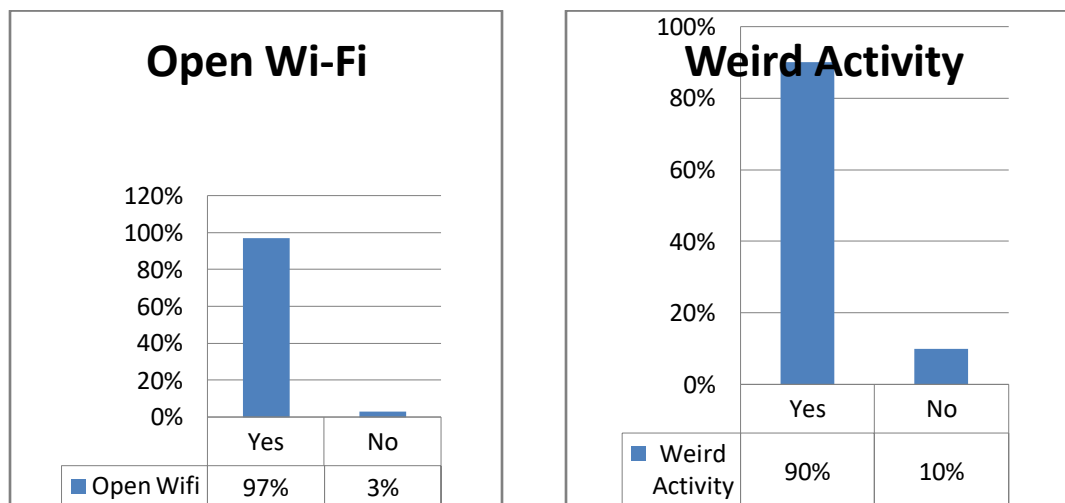 Open Wi-Fi
120%
100%
80%
60%
40%
20%
0%
Yes No
Open Wifi 97% 3%
Weird Activity
100%
80%
60%
40%
20%
0%
Yes No
Weird
Activity 90% 10%